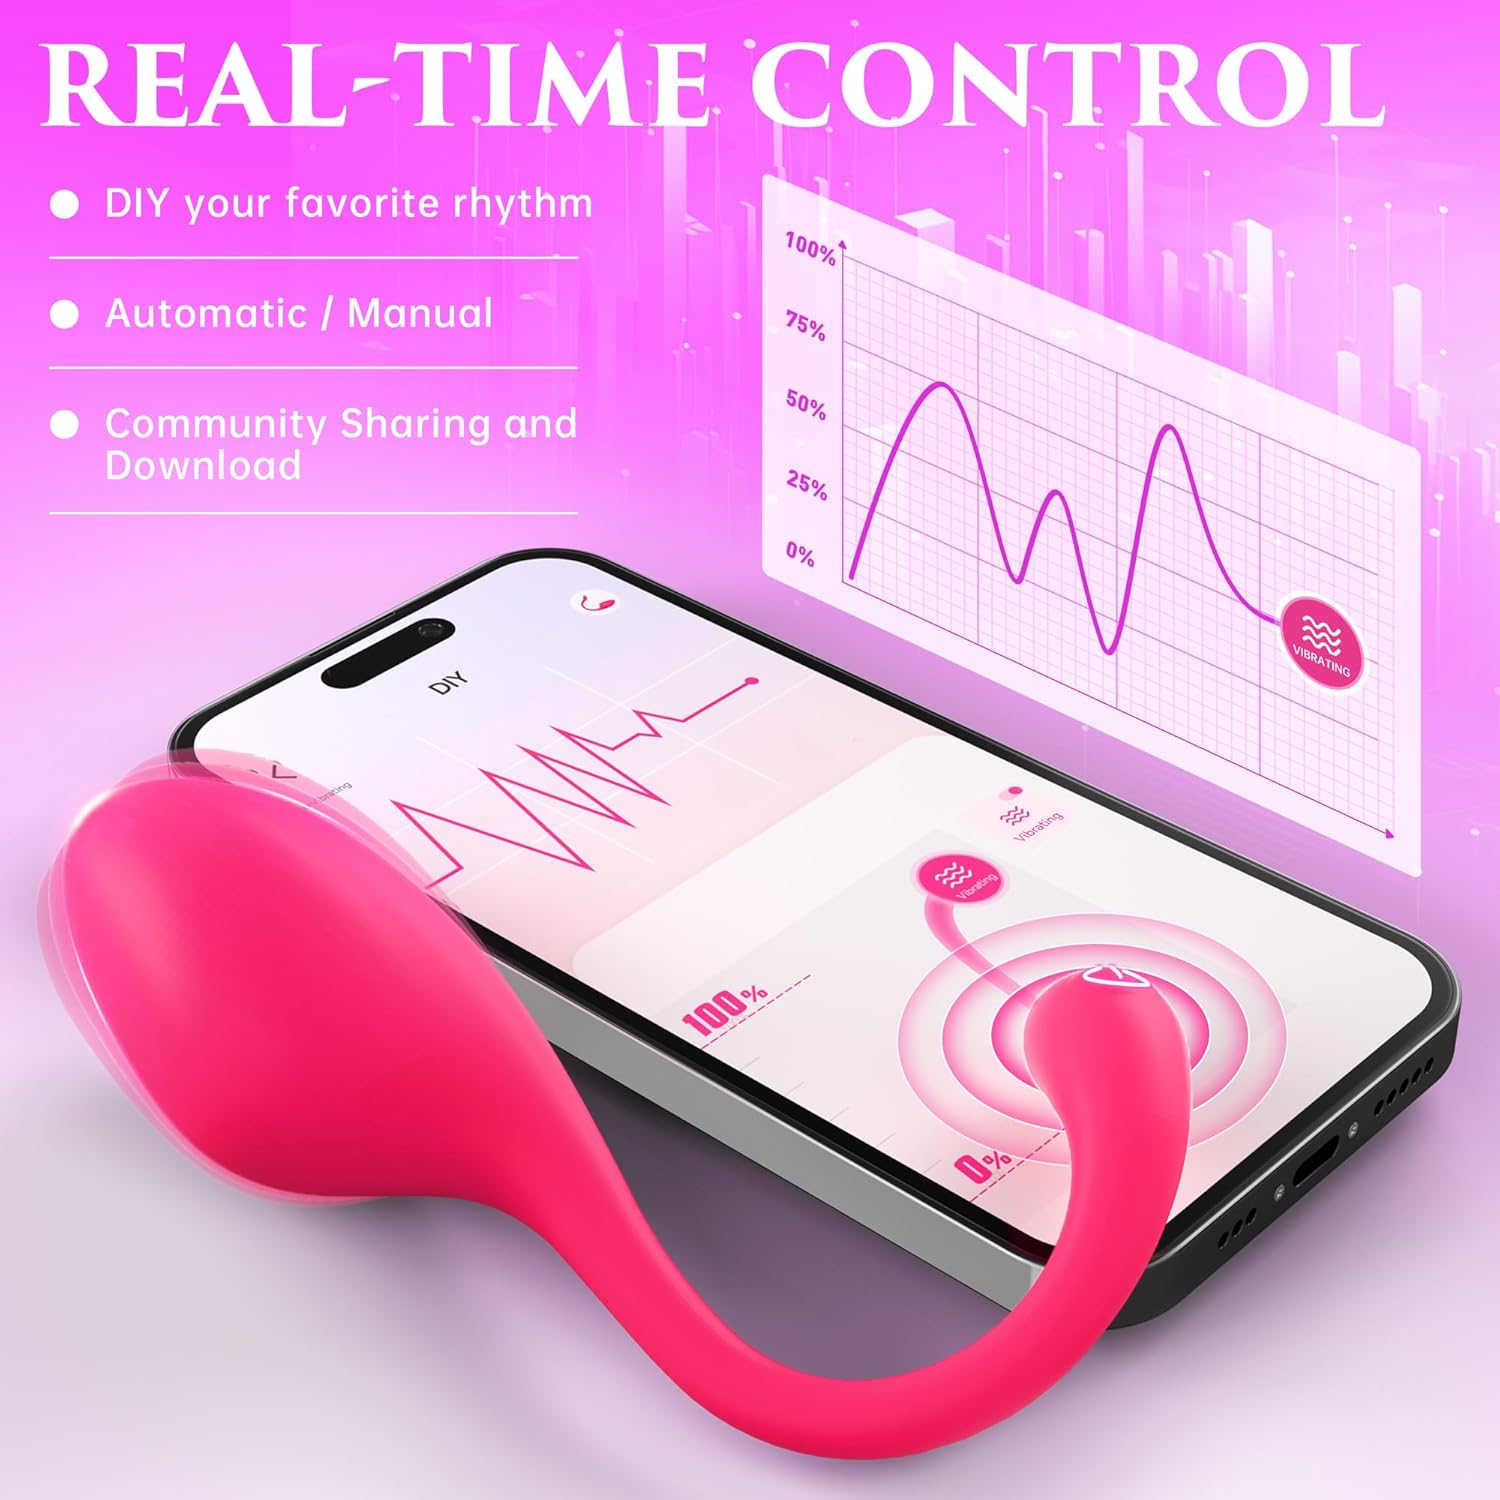 REAL-TIME CONTROL
DIY your favorite rhythm
Automatic / Manual
Community Sharing and
Download
100%
75%
50%
25%
0%
VIBRATING
DIY
Vibrating
Vibrating
100%
0%